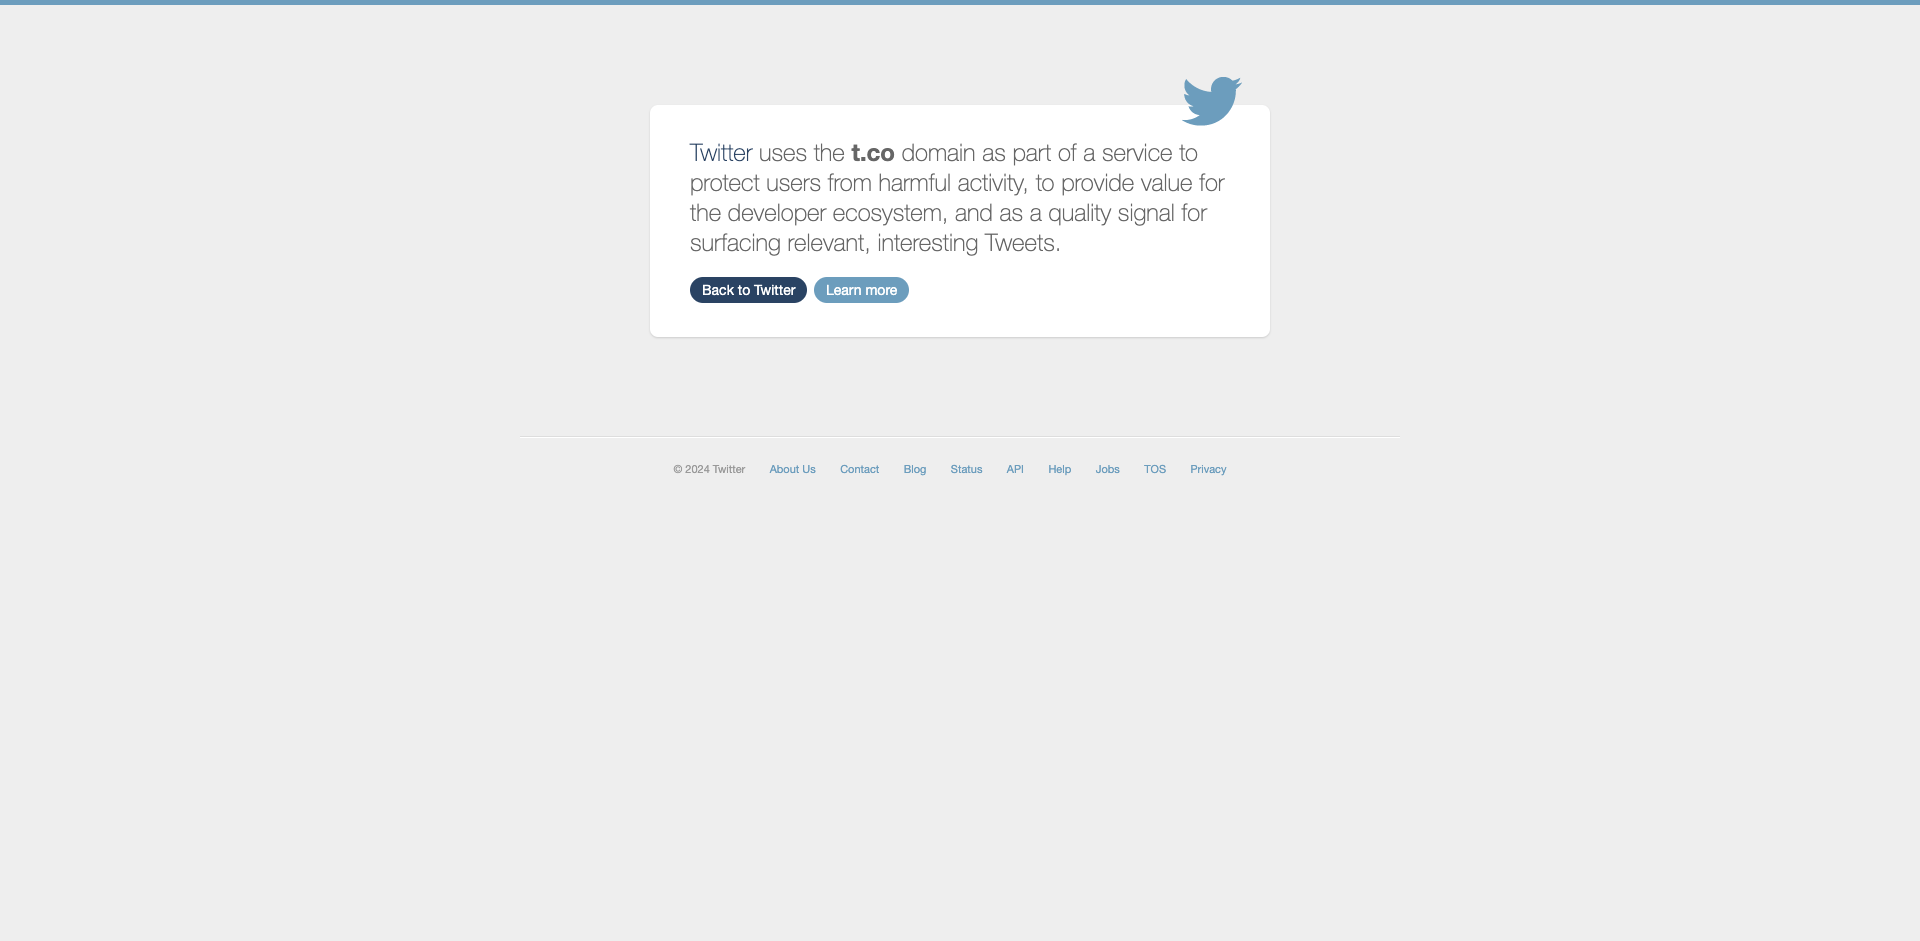 Twitter uses the t.co domain as part of a service to
protect users from harmful activity, to provide value for
the developer ecosystem, and as a quality signal for
surfacing relevant, interesting Tweets.
Back to Twitter Learn more
© 2024 Twitter About Us Contact Blog Status API Help Jobs TOS Privacy